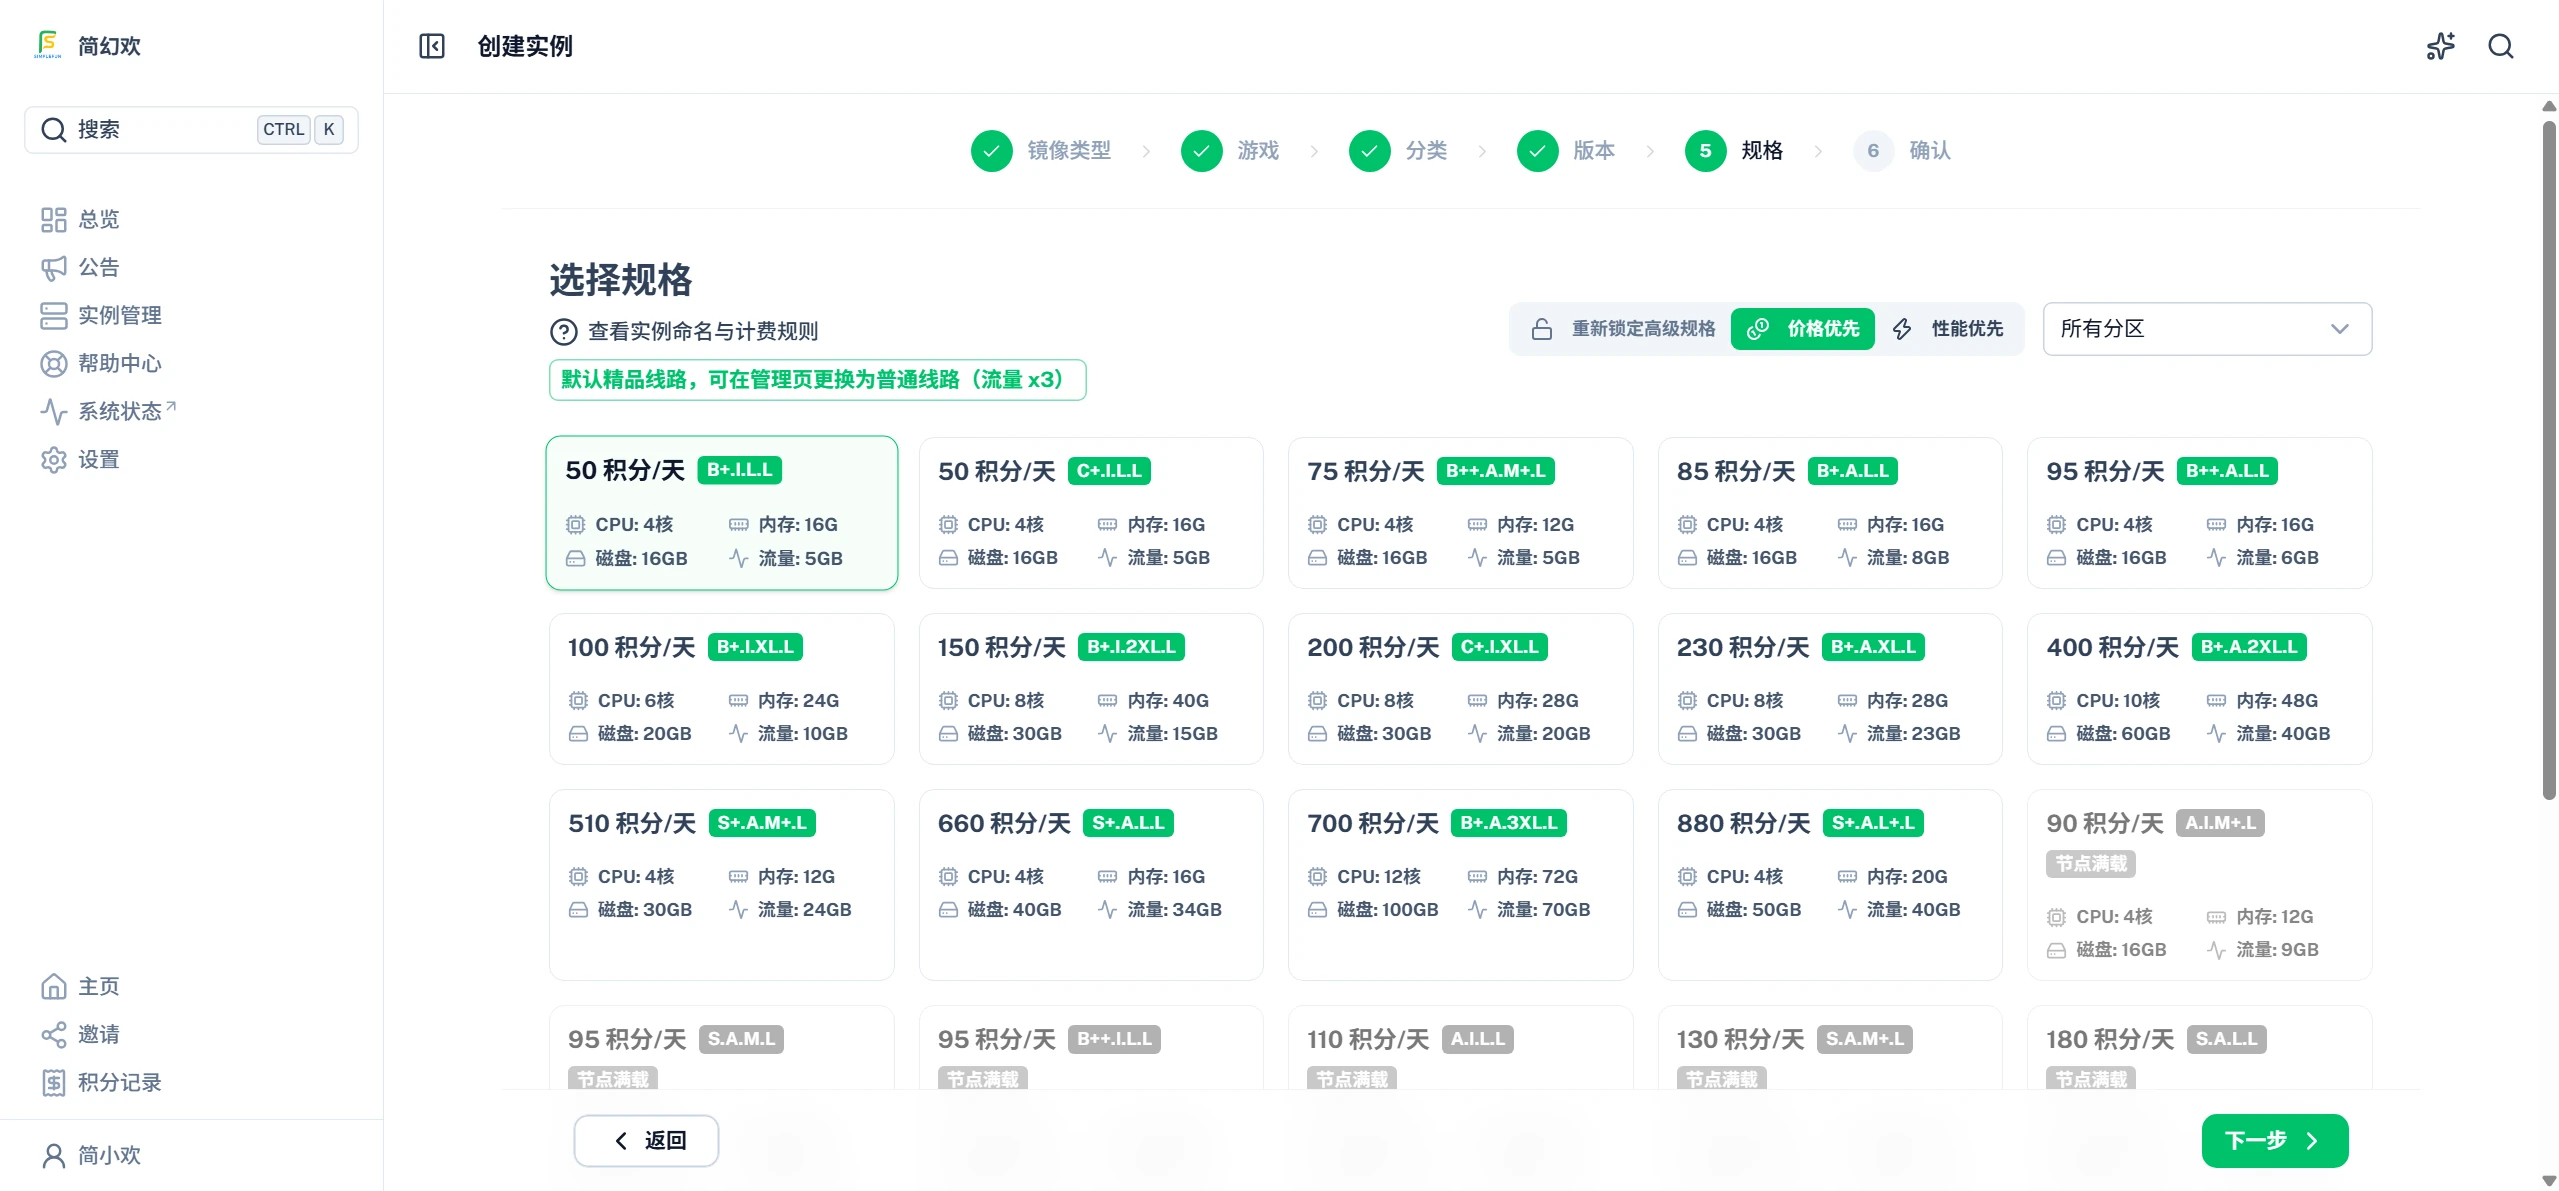 SIMPLEFUN
简幻欢
搜索 CTRL K
总览
公告
实例管理
帮助中心
系统状态
设置
主页
邀请
积分记录
简小欢
创建实例
镜像类型 游戏 分类 版本 5 规格 6 确认
选择规格
查看实例命名与计费规则
默认精品线路，可在管理页更换为普通线路（流量 x3）
重新锁定高级规格 价格优先 性能优先 所有分区
50 积分/天 B+.I.L.L
CPU: 4核 内存: 16G
磁盘: 16GB 流量: 5GB
50 积分/天 C+.I.L.L
CPU: 4核 内存: 16G
磁盘: 16GB 流量: 5GB
75 积分/天 B++.A.M+.L
CPU: 4核 内存: 12G
磁盘: 16GB 流量: 5GB
85 积分/天 B+.A.L.L
CPU: 4核 内存: 16G
磁盘: 16GB 流量: 8GB
95 积分/天 B++.A.L.L
CPU: 4核 内存: 16G
磁盘: 16GB 流量: 6GB
100 积分/天 B+.I.XL.L
CPU: 6核 内存: 24G
磁盘: 20GB 流量: 10GB
150 积分/天 B+.I.2XL.L
CPU: 8核 内存: 40G
磁盘: 30GB 流量: 15GB
200 积分/天 C+.I.XL.L
CPU: 8核 内存: 28G
磁盘: 30GB 流量: 20GB
230 积分/天 B+.A.XL.L
CPU: 8核 内存: 28G
磁盘: 30GB 流量: 23GB
400 积分/天 B+.A.2XL.L
CPU: 10核 内存: 48G
磁盘: 60GB 流量: 40GB
510 积分/天 S+.A.M+.L
CPU: 4核 内存: 12G
磁盘: 30GB 流量: 24GB
660 积分/天 S+.A.L.L
CPU: 4核 内存: 16G
磁盘: 40GB 流量: 34GB
700 积分/天 B+.A.3XL.L
CPU: 12核 内存: 72G
磁盘: 100GB 流量: 70GB
880 积分/天 S+.A.L+.L
CPU: 4核 内存: 20G
磁盘: 50GB 流量: 40GB
90 积分/天 A.I.M+.L
节点满载
CPU: 4核 内存: 12G
磁盘: 16GB 流量: 9GB
95 积分/天 S.A.M.L
节点满载
95 积分/天 B++.I.L.L
节点满载
110 积分/天 A.I.L.L
节点满载
130 积分/天 S.A.M+.L
节点满载
180 积分/天 S.A.L.L
节点满载
返回
下一步